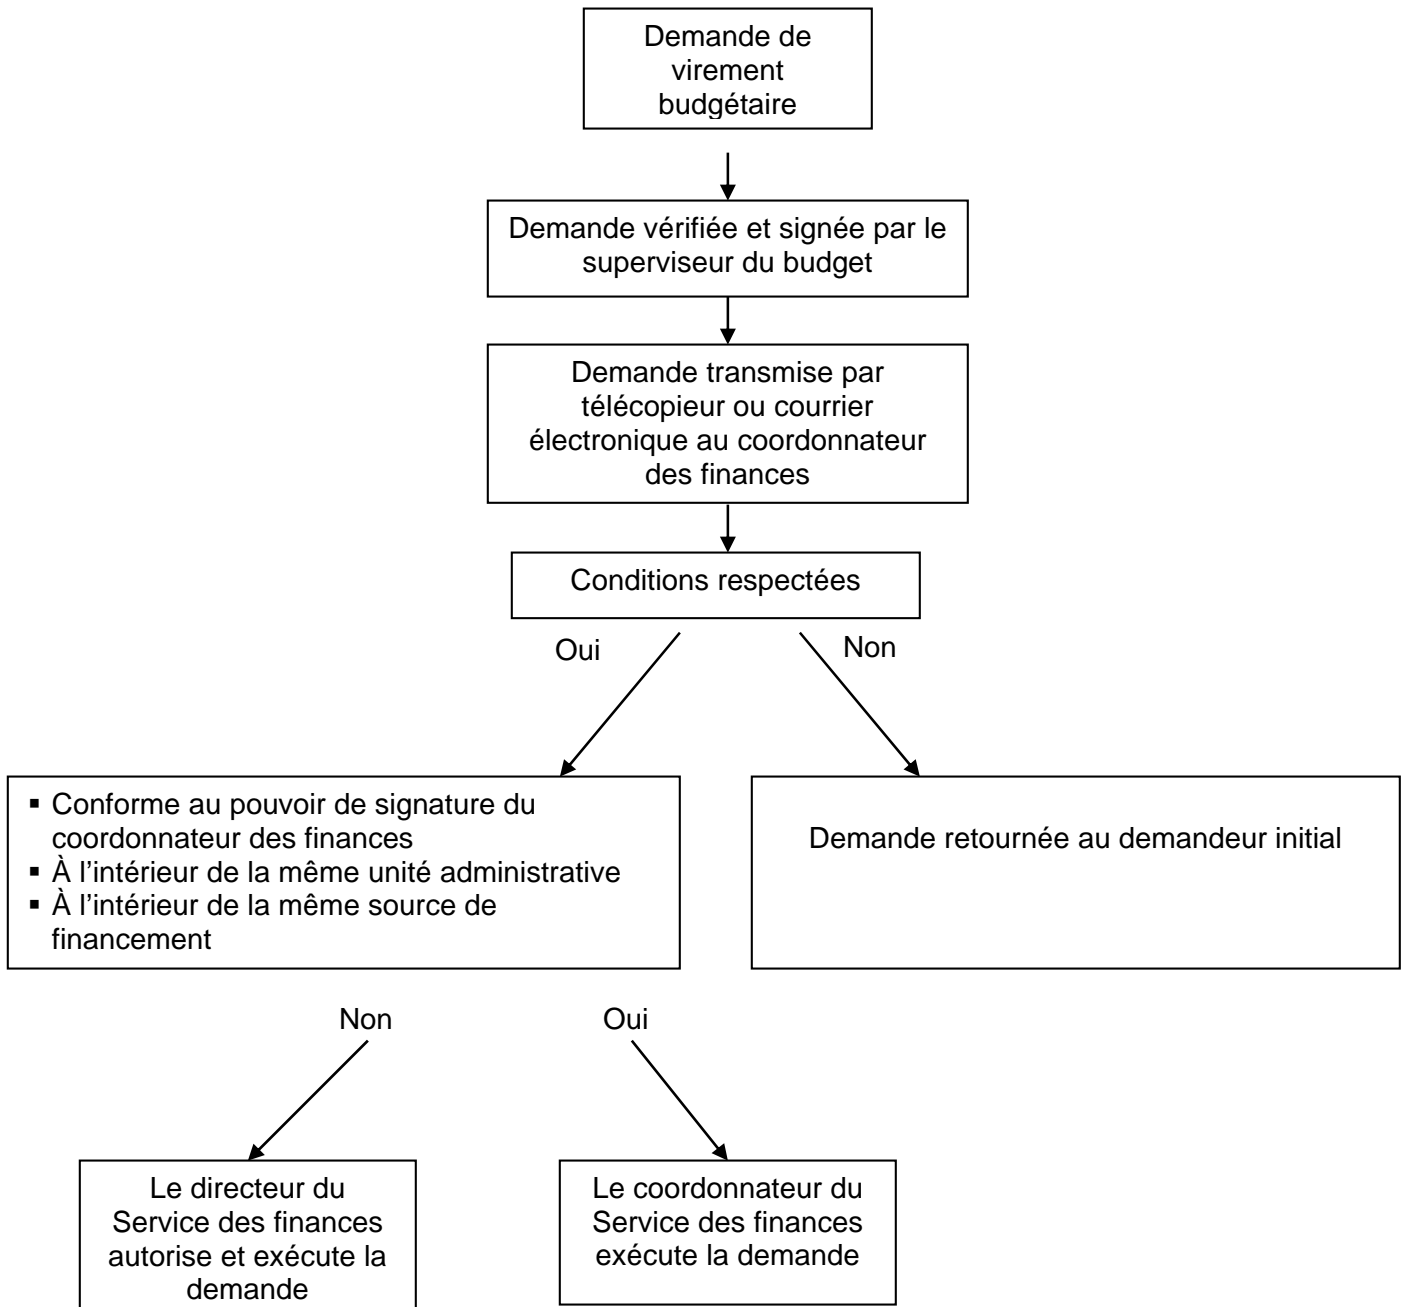 Demande de
virement
budgétaire
Demande vérifiée et signée par le
superviseur du budget
Demande transmise par
télécopieur ou courrier
électronique au coordonnateur
des finances
Conditions respectées
Oui
Non
▪ Conforme au pouvoir de signature du
coordonnateur des finances
▪ À l’intérieur de la même unité administrative
▪ À l’intérieur de la même source de
financement
Demande retournée au demandeur initial
Non
Oui
Le directeur du
Service des finances
autorise et exécute la
demande
Le coordonnateur du
Service des finances
exécute la demande